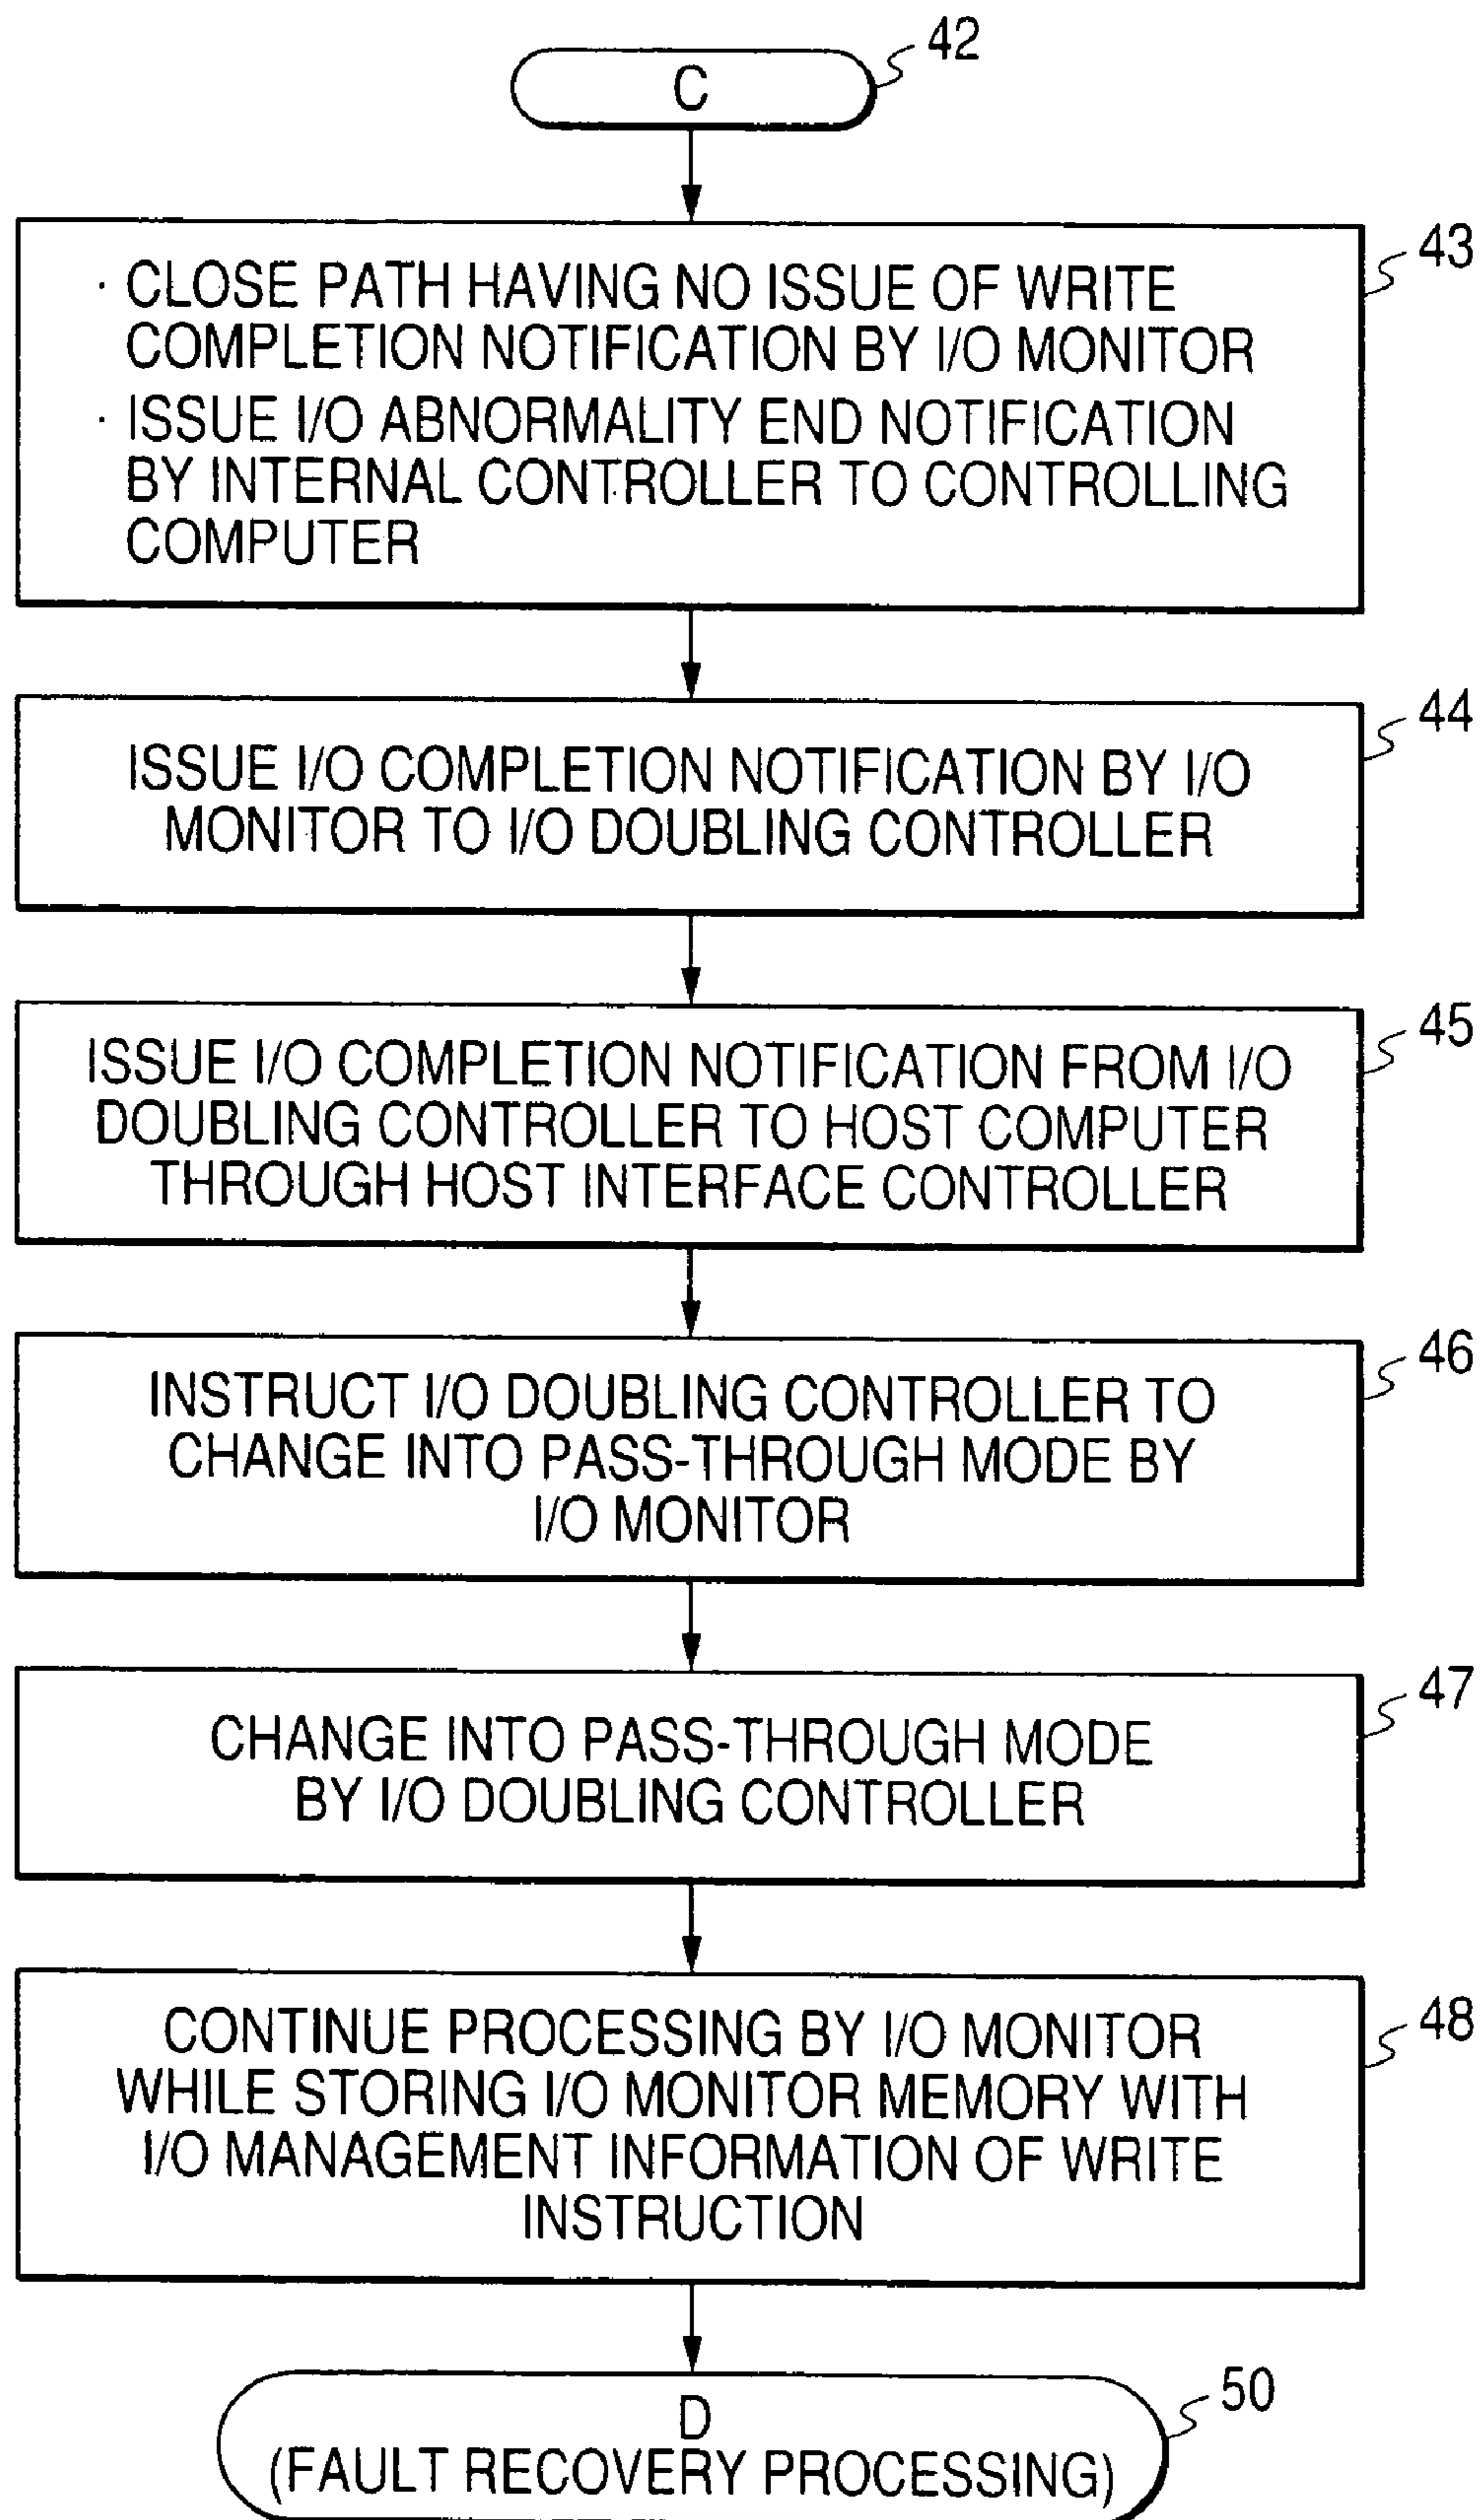 42
C
43
· CLOSE PATH HAVING NO ISSUE OF WRITE
COMPLETION NOTIFICATION BY I/O MONITOR
· ISSUE I/O ABNORMALITY END NOTIFICATION
BY INTERNAL CONTROLLER TO CONTROLLING
COMPUTER
44
ISSUE I/O COMPLETION NOTIFICATION BY I/O
MONITOR TO I/O DOUBLING CONTROLLER
45
ISSUE I/O COMPLETION NOTIFICATION FROM I/O
DOUBLING CONTROLLER TO HOST COMPUTER
THROUGH HOST INTERFACE CONTROLLER
46
INSTRUCT I/O DOUBLING CONTROLLER TO
CHANGE INTO PASS-THROUGH MODE BY
I/O MONITOR
47
CHANGE INTO PASS-THROUGH MODE
BY I/O DOUBLING CONTROLLER
48
CONTINUE PROCESSING BY I/O MONITOR
WHILE STORING I/O MONITOR MEMORY WITH
I/O MANAGEMENT INFORMATION OF WRITE
INSTRUCTION
50
D
(FAULT RECOVERY PROCESSING)